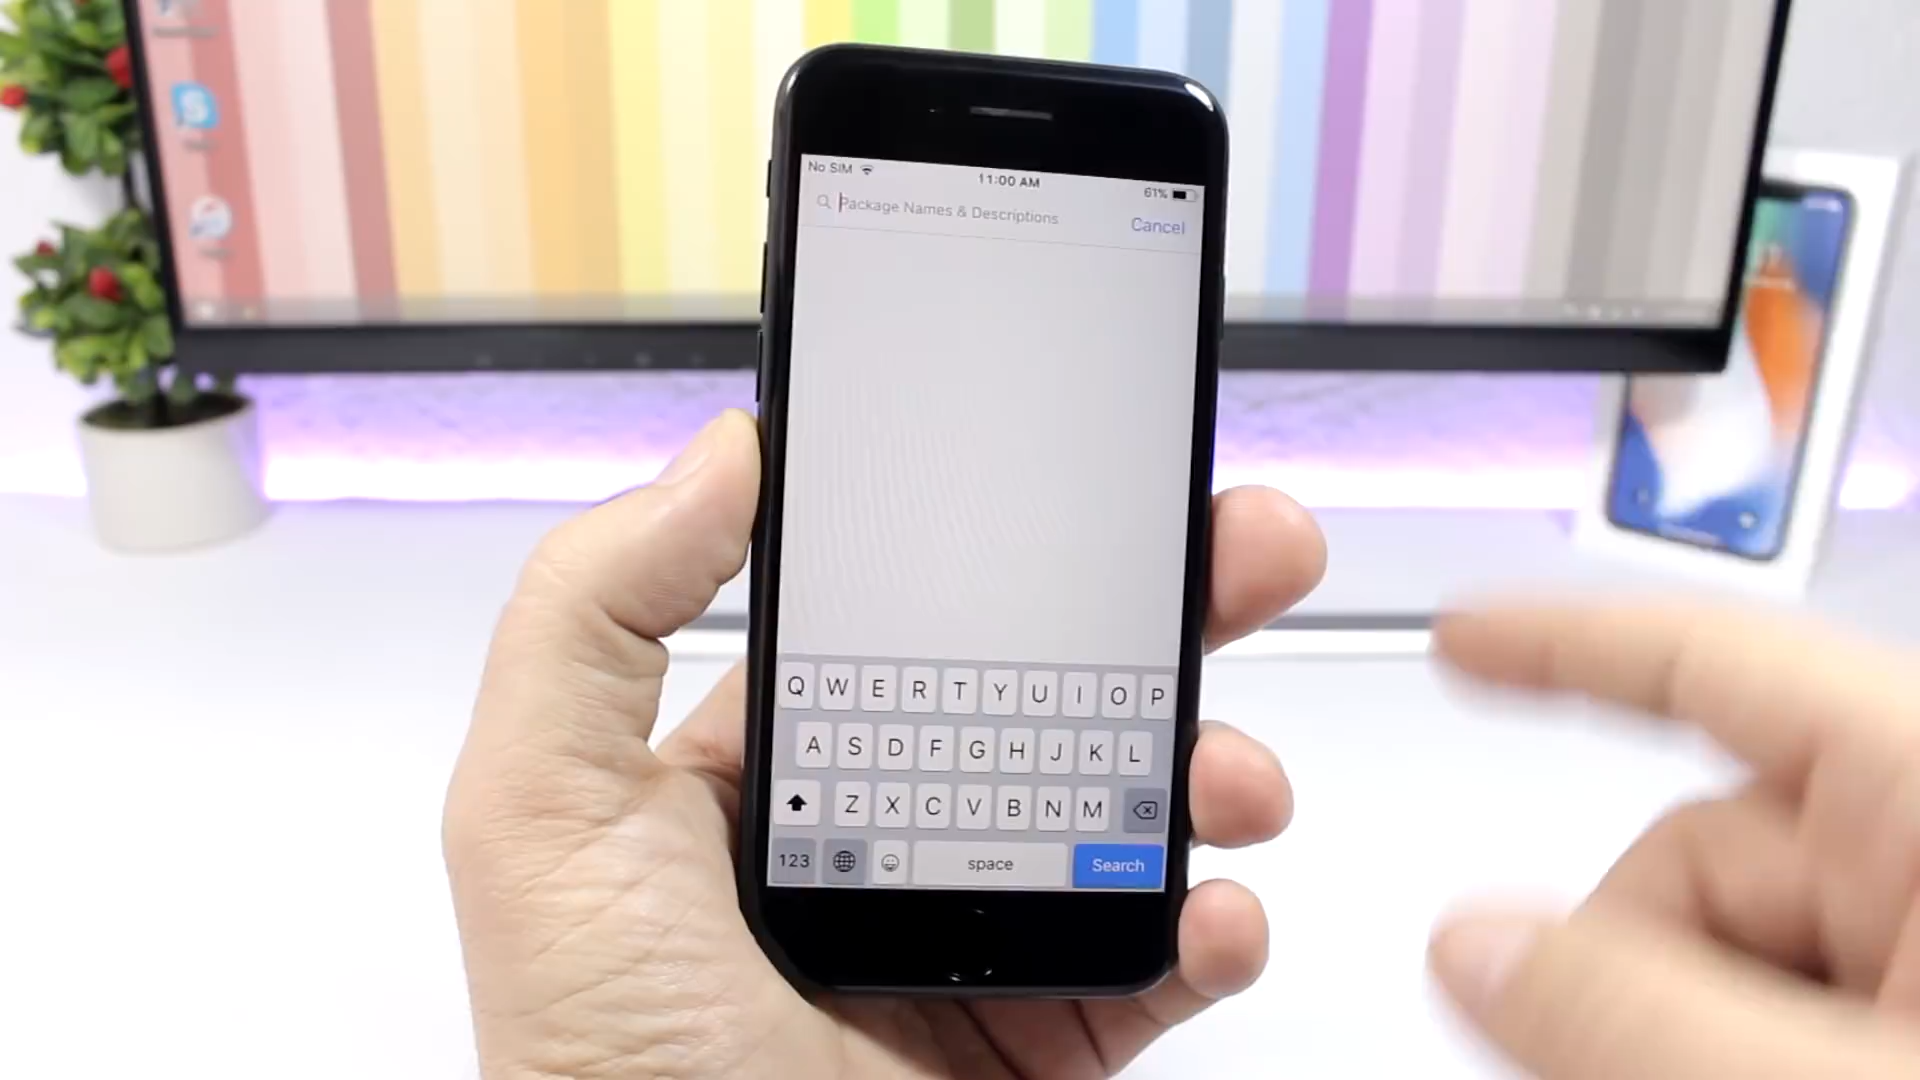 No SIM 11:00 AM 61%
Package Names & Descriptions Cancel
Q W E R T Y U I O P
A S D F G H J K L
Z X C V B N M
123 space Search